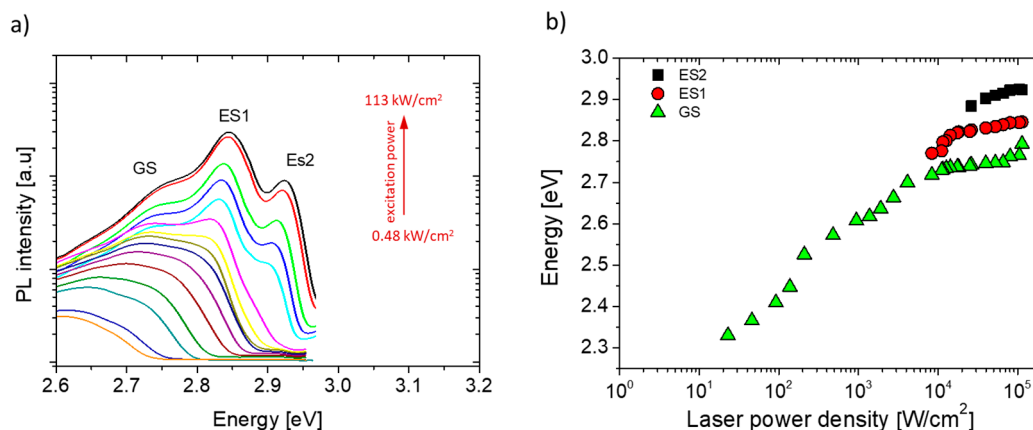 a)
PL intensity [a.u]
GS
ES1
Es2
113 kW/cm²
excitation power
0.48 kW/cm²
2.6 2.7 2.8 2.9 3.0 3.1 3.2
Energy [eV]
b)
Energy [eV]
3.0
2.9
2.8
2.7
2.6
2.5
2.4
2.3
ES2
ES1
GS
10⁰ 10¹ 10² 10³ 10⁴ 10⁵
Laser power density [W/cm²]